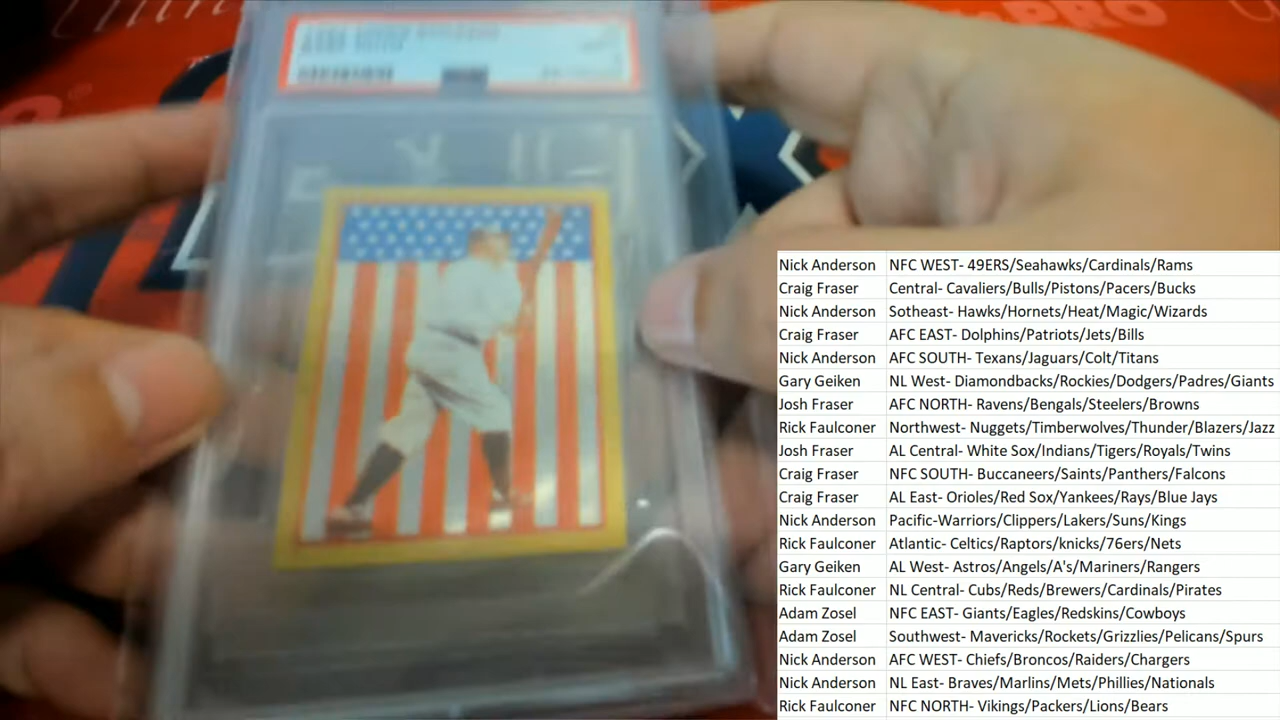 PRO
BABE RUTH
Nick Anderson NFC WEST- 49ERS/Seahawks/Cardinals/Rams
Craig Fraser Central- Cavaliers/Bulls/Pistons/Pacers/Bucks
Nick Anderson Sotheast- Hawks/Hornets/Heat/Magic/Wizards
Craig Fraser AFC EAST- Dolphins/Patriots/Jets/Bills
Nick Anderson AFC SOUTH- Texans/Jaguars/Colt/Titans
Gary Geiken NL West- Diamondbacks/Rockies/Dodgers/Padres/Giants
Josh Fraser AFC NORTH- Ravens/Bengals/Steelers/Browns
Rick Faulconer Northwest- Nuggets/Timberwolves/Thunder/Blazers/Jazz
Josh Fraser AL Central- White Sox/Indians/Tigers/Royals/Twins
Craig Fraser NFC SOUTH- Buccaneers/Saints/Panthers/Falcons
Craig Fraser AL East- Orioles/Red Sox/Yankees/Rays/Blue Jays
Nick Anderson Pacific-Warriors/Clippers/Lakers/Suns/Kings
Rick Faulconer Atlantic- Celtics/Raptors/knicks/76ers/Nets
Gary Geiken AL West- Astros/Angels/A's/Mariners/Rangers
Rick Faulconer NL Central- Cubs/Reds/Brewers/Cardinals/Pirates
Adam Zosel NFC EAST- Giants/Eagles/Redskins/Cowboys
Adam Zosel Southwest- Mavericks/Rockets/Grizzlies/Pelicans/Spurs
Nick Anderson AFC WEST- Chiefs/Broncos/Raiders/Chargers
Nick Anderson NL East- Braves/Marlins/Mets/Phillies/Nationals
Rick Faulconer NFC NORTH- Vikings/Packers/Lions/Bears